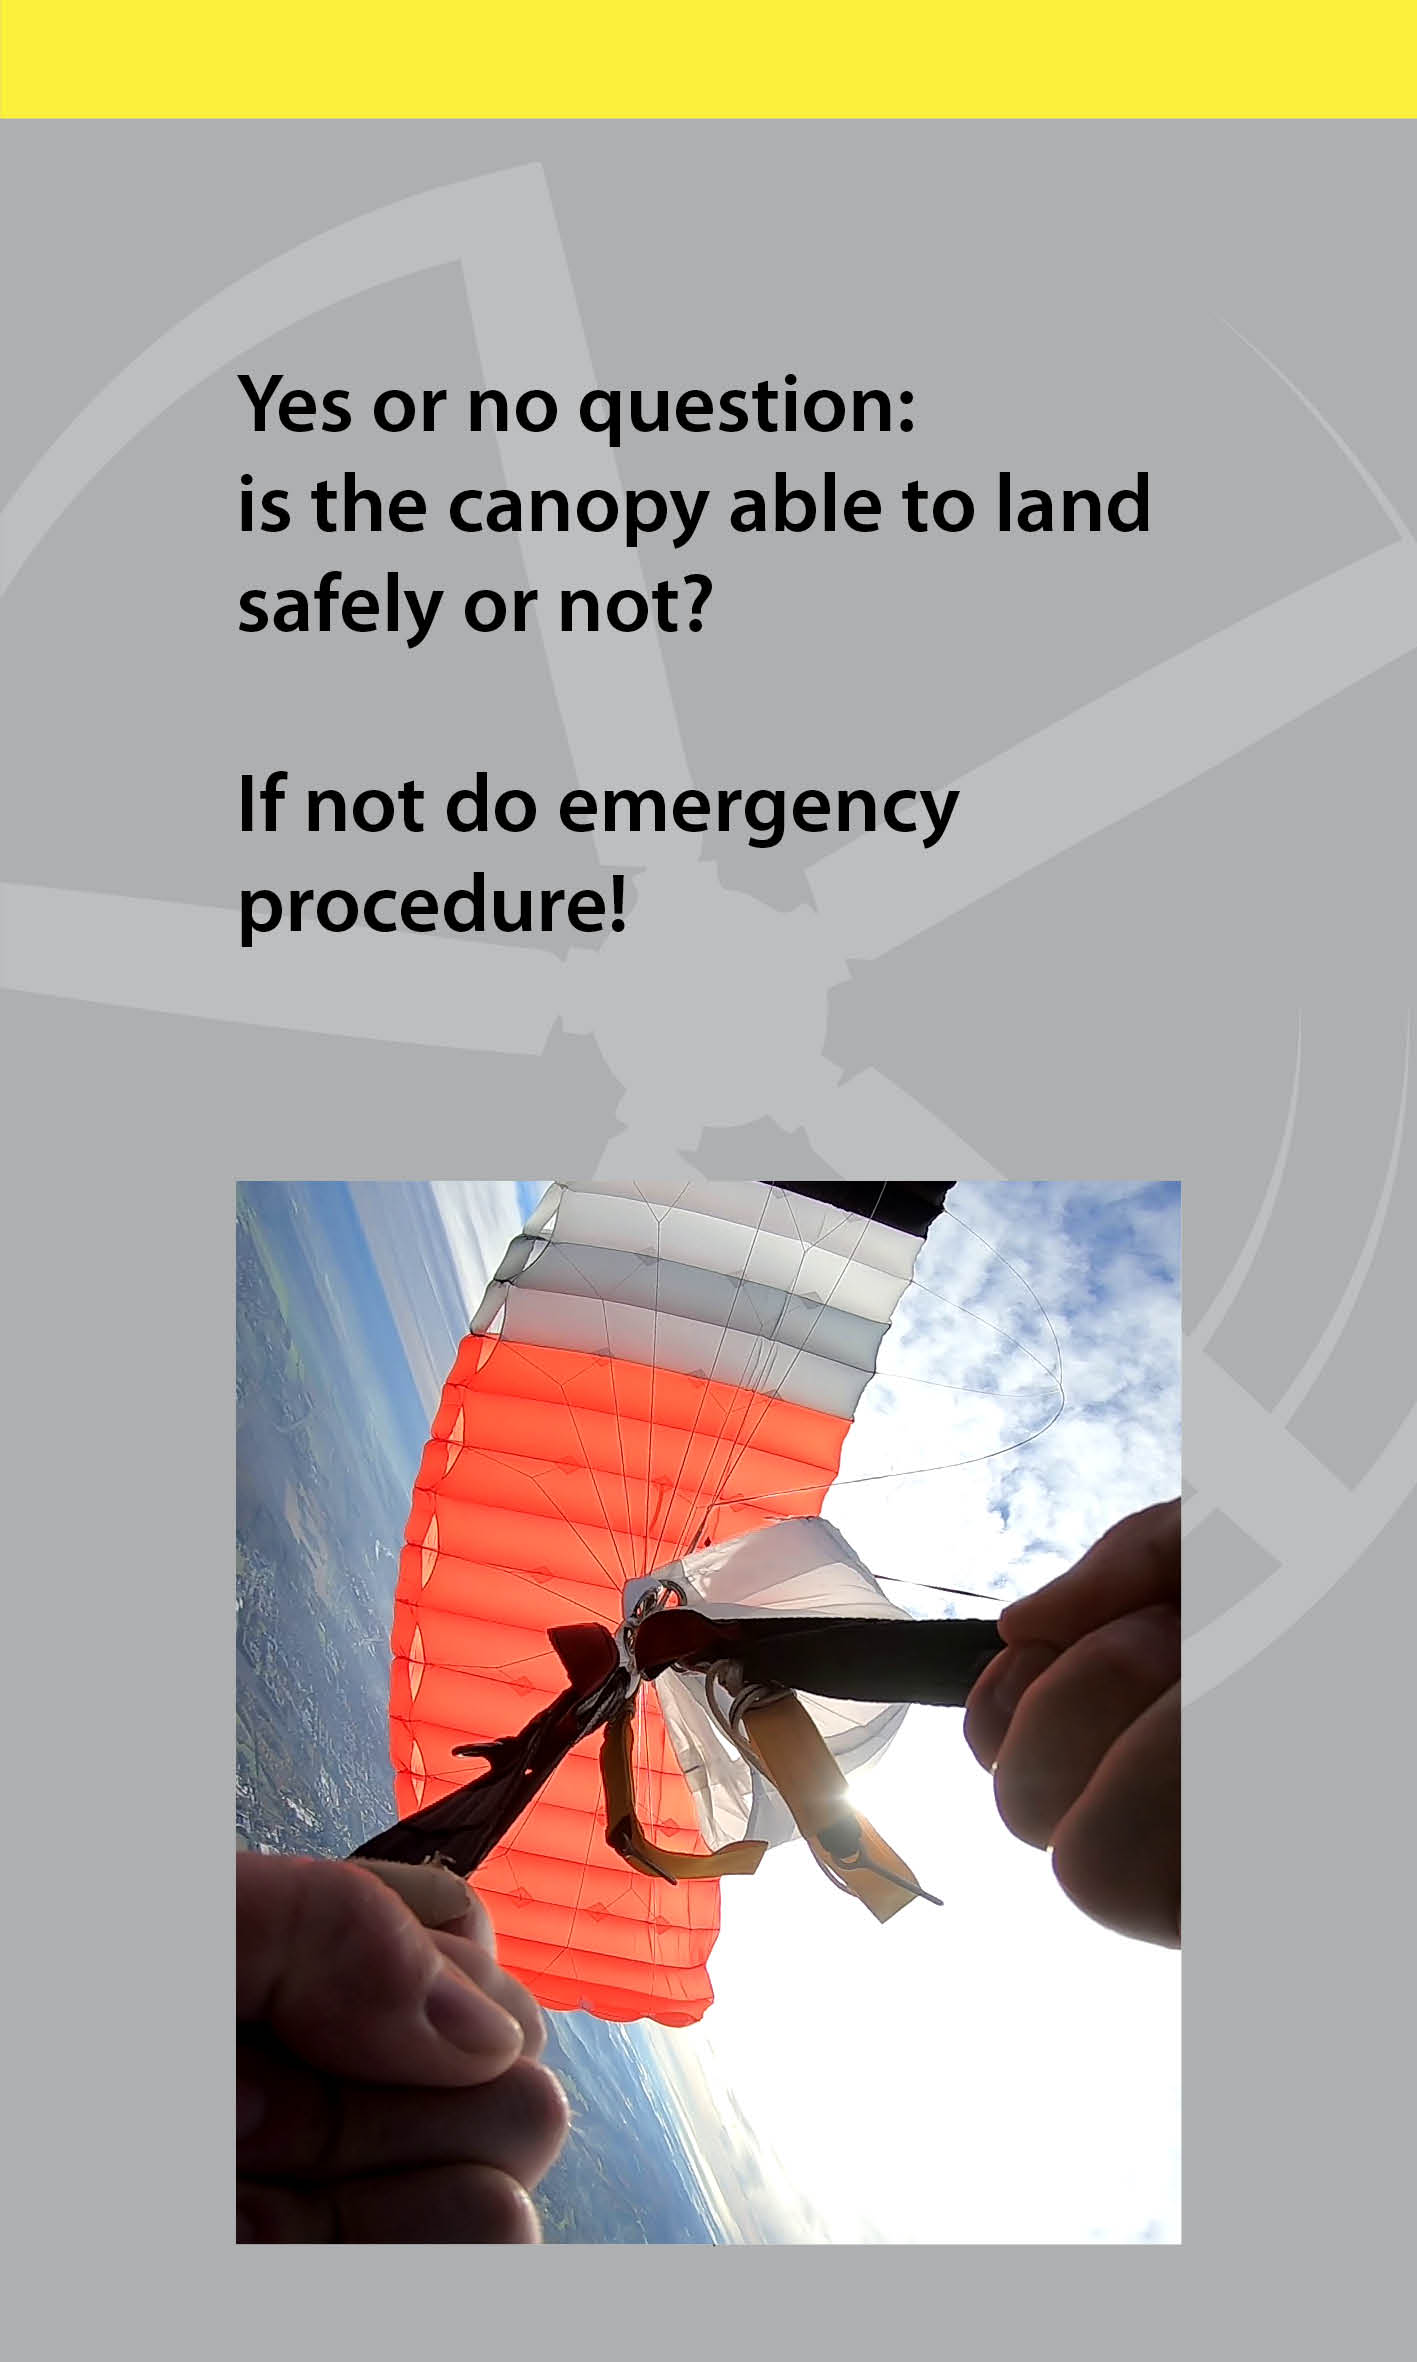 Yes or no question:
is the canopy able to land
safely or not?
If not do emergency
procedure!